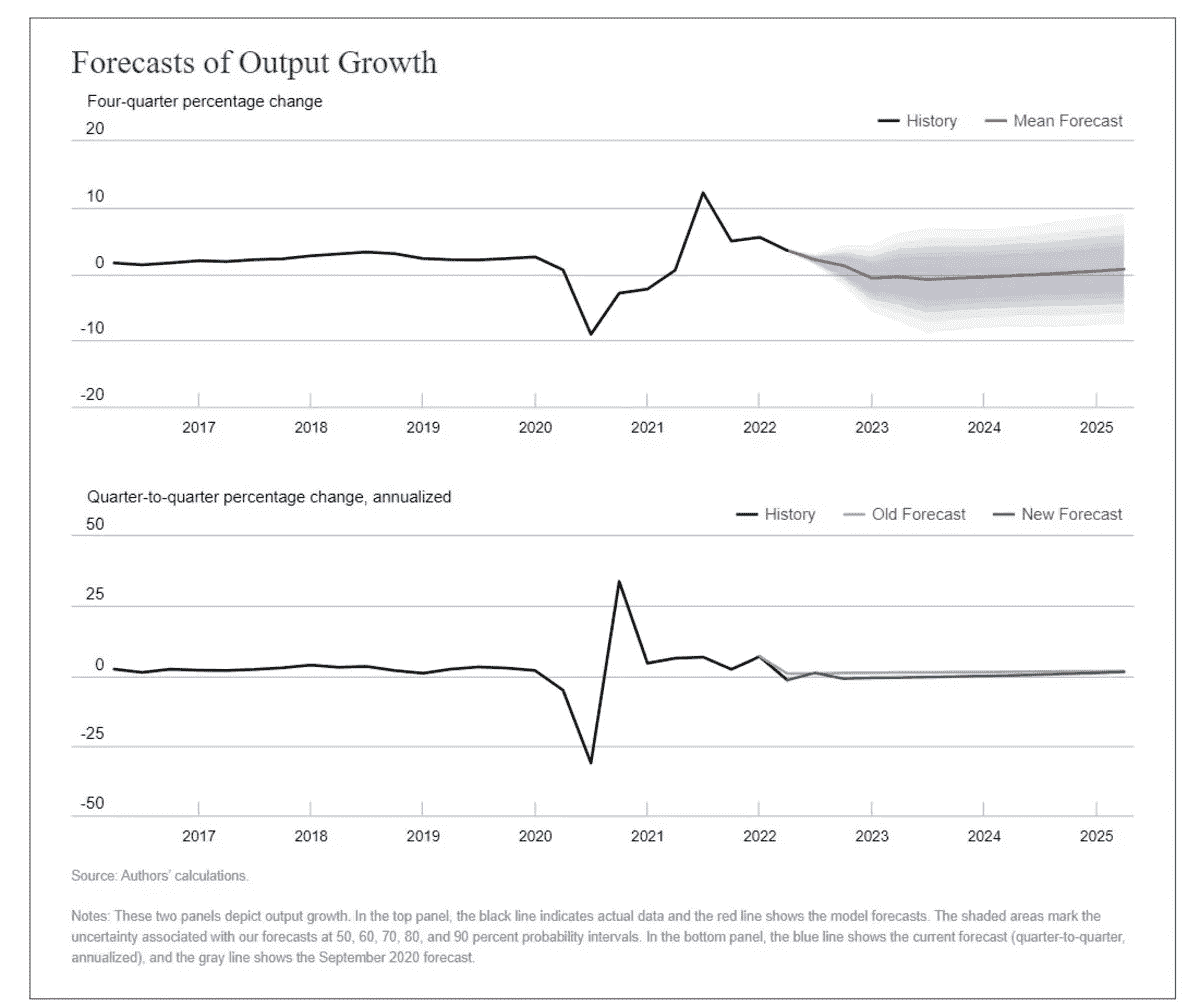 Forecasts of Output Growth
Four-quarter percentage change
History
Mean Forecast
20
10
0
-10
-20
2017 2018 2019 2020 2021 2022 2023 2024 2025
Quarter-to-quarter percentage change, annualized
History
Old Forecast
New Forecast
50
25
0
-25
-50
2017 2018 2019 2020 2021 2022 2023 2024 2025
Source: Authors' calculations.
Notes: These two panels depict output growth. In the top panel, the black line indicates actual data and the red line shows the model forecasts. The shaded areas mark the
uncertainty associated with our forecasts at 50, 60, 70, 80, and 90 percent probability intervals. In the bottom panel, the blue line shows the current forecast (quarter-to-quarter,
annualized), and the gray line shows the September 2020 forecast.